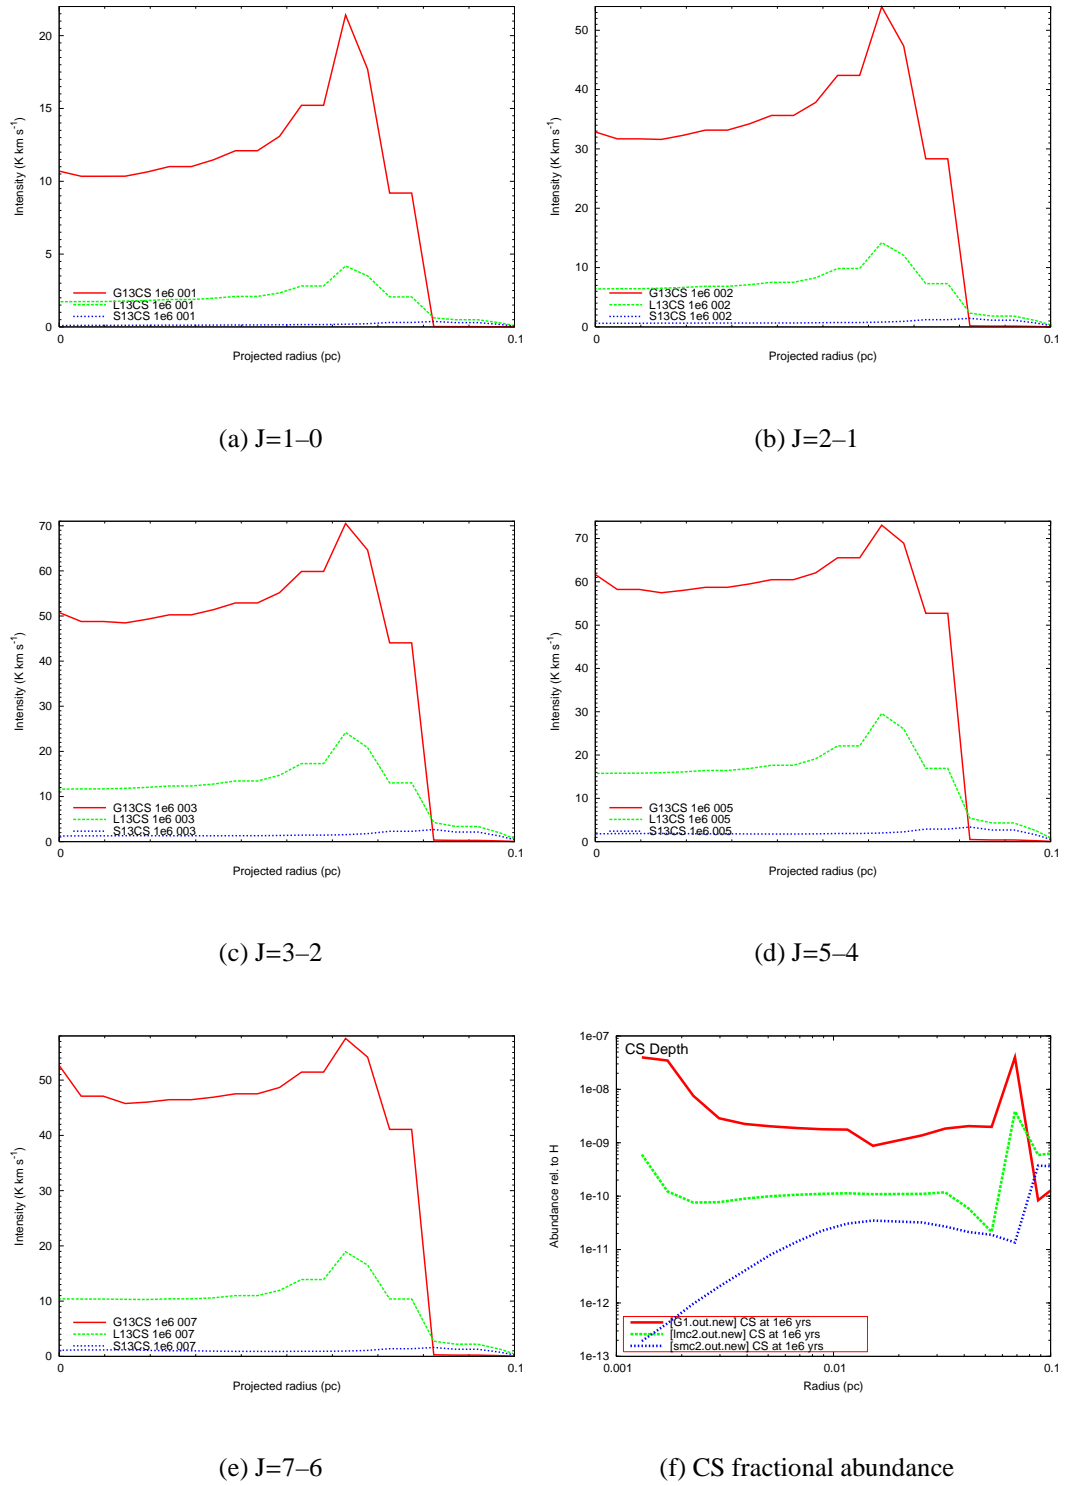 20
15
10
5
0
Intensity (K km s-1)
G13CS 1e6 001
L13CS 1e6 001
S13CS 1e6 001
0 0.1
Projected radius (pc)
(a) J=1–0
50
40
30
20
10
0
Intensity (K km s-1)
G13CS 1e6 002
L13CS 1e6 002
S13CS 1e6 002
0 0.1
Projected radius (pc)
(b) J=2–1
70
60
50
40
30
20
10
0
Intensity (K km s-1)
G13CS 1e6 003
L13CS 1e6 003
S13CS 1e6 003
0 0.1
Projected radius (pc)
(c) J=3–2
70
60
50
40
30
20
10
0
Intensity (K km s-1)
G13CS 1e6 005
L13CS 1e6 005
S13CS 1e6 005
0 0.1
Projected radius (pc)
(d) J=5–4
50
40
30
20
10
0
Intensity (K km s-1)
G13CS 1e6 007
L13CS 1e6 007
S13CS 1e6 007
0 0.1
Projected radius (pc)
(e) J=7–6
CS Depth
1e-07
1e-08
1e-09
1e-10
1e-11
1e-12
1e-13
Abundance rel. to H
[G1.out.new] CS at 1e6 yrs
[lmc2.out.new] CS at 1e6 yrs
[smc2.out.new] CS at 1e6 yrs
0.001 0.01 0.1
Radius (pc)
(f) CS fractional abundance